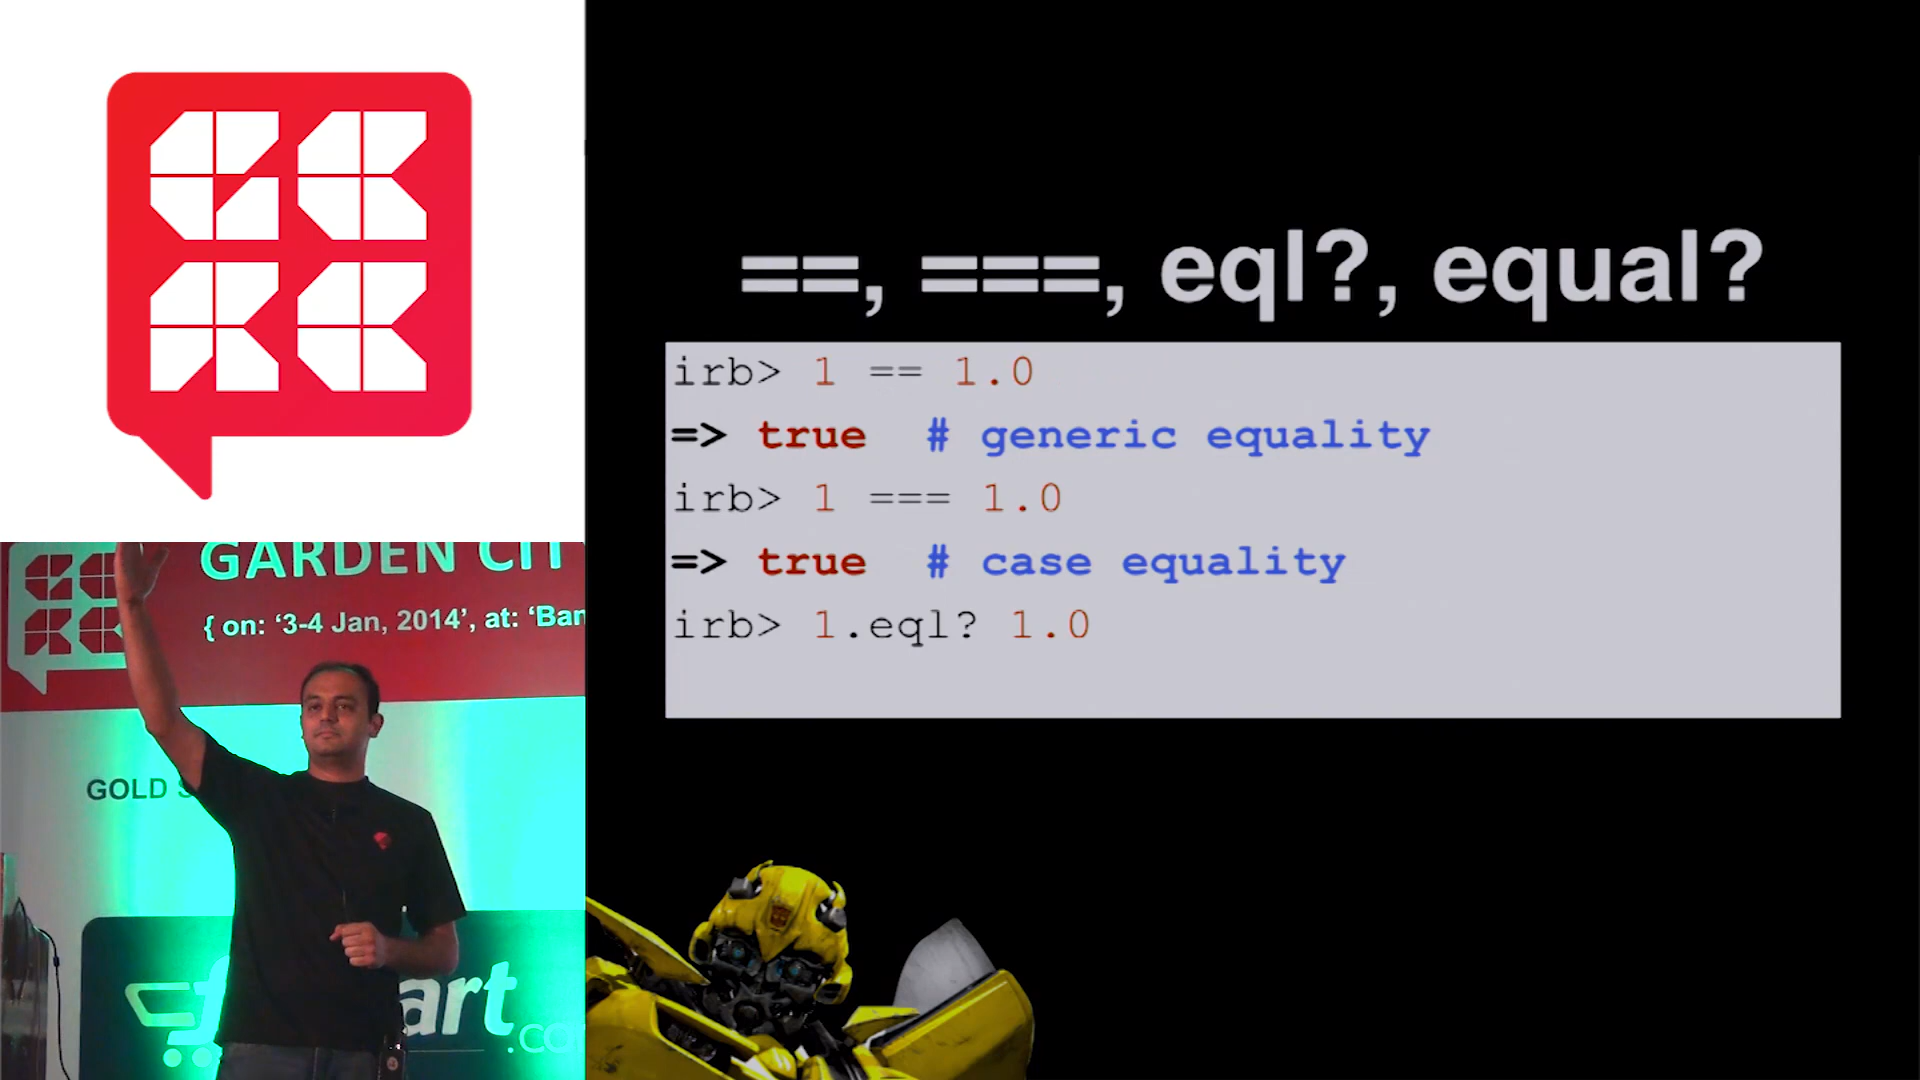 ==, ===, eql?, equal?
irb> 1 == 1.0
=> true # generic equality
irb> 1 === 1.0
=> true # case equality
irb> 1.eql? 1.0
GARDEN CIT
{ on: ‘3-4 Jan, 2014’, at: ‘Ban
GOLD S
art
.co